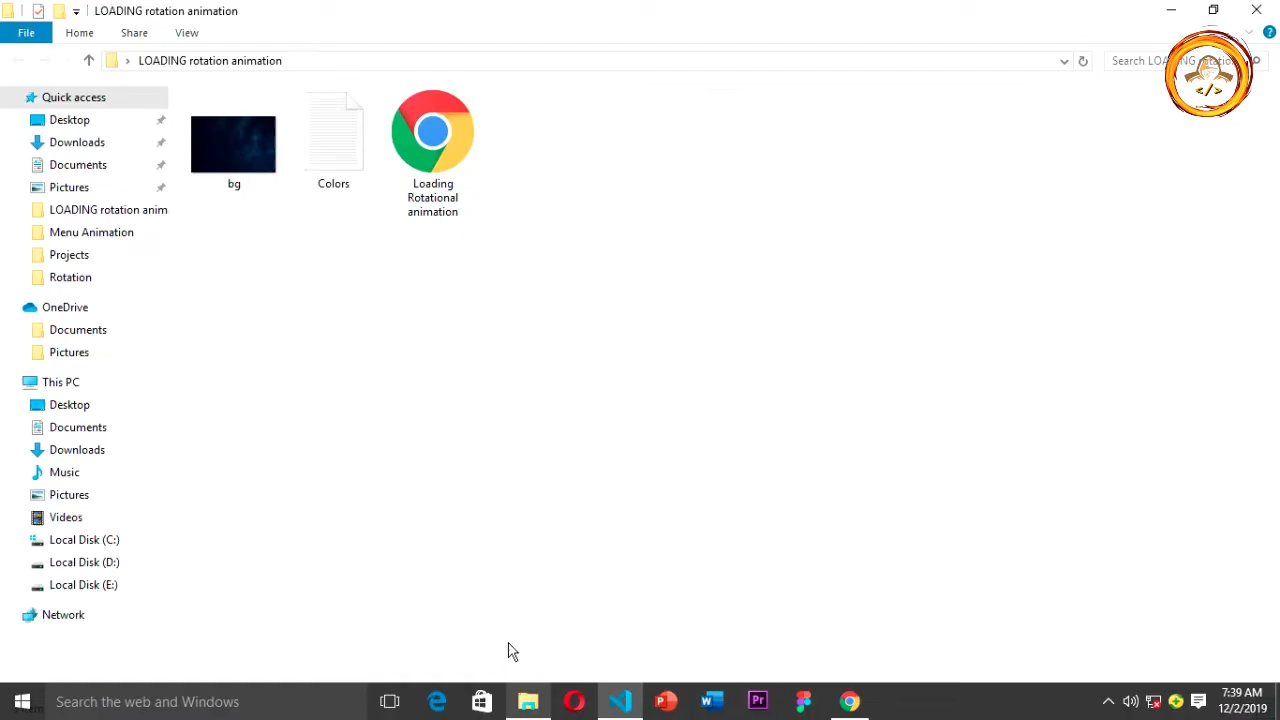 LOADING rotation animation
File
Home
Share
View
LOADING rotation animation
Search
Quick access
Desktop
Downloads
Documents
Pictures
LOADING rotation anim
Menu Animation
Projects
Rotation
OneDrive
Documents
Pictures
This PC
Desktop
Documents
Downloads
Music
Pictures
Videos
Local Disk (C:)
Local Disk (D:)
Local Disk (E:)
Network
bg
Colors
Loading
Rotational
animation
</>
Search the web and Windows
7:39 AM
12/2/2019